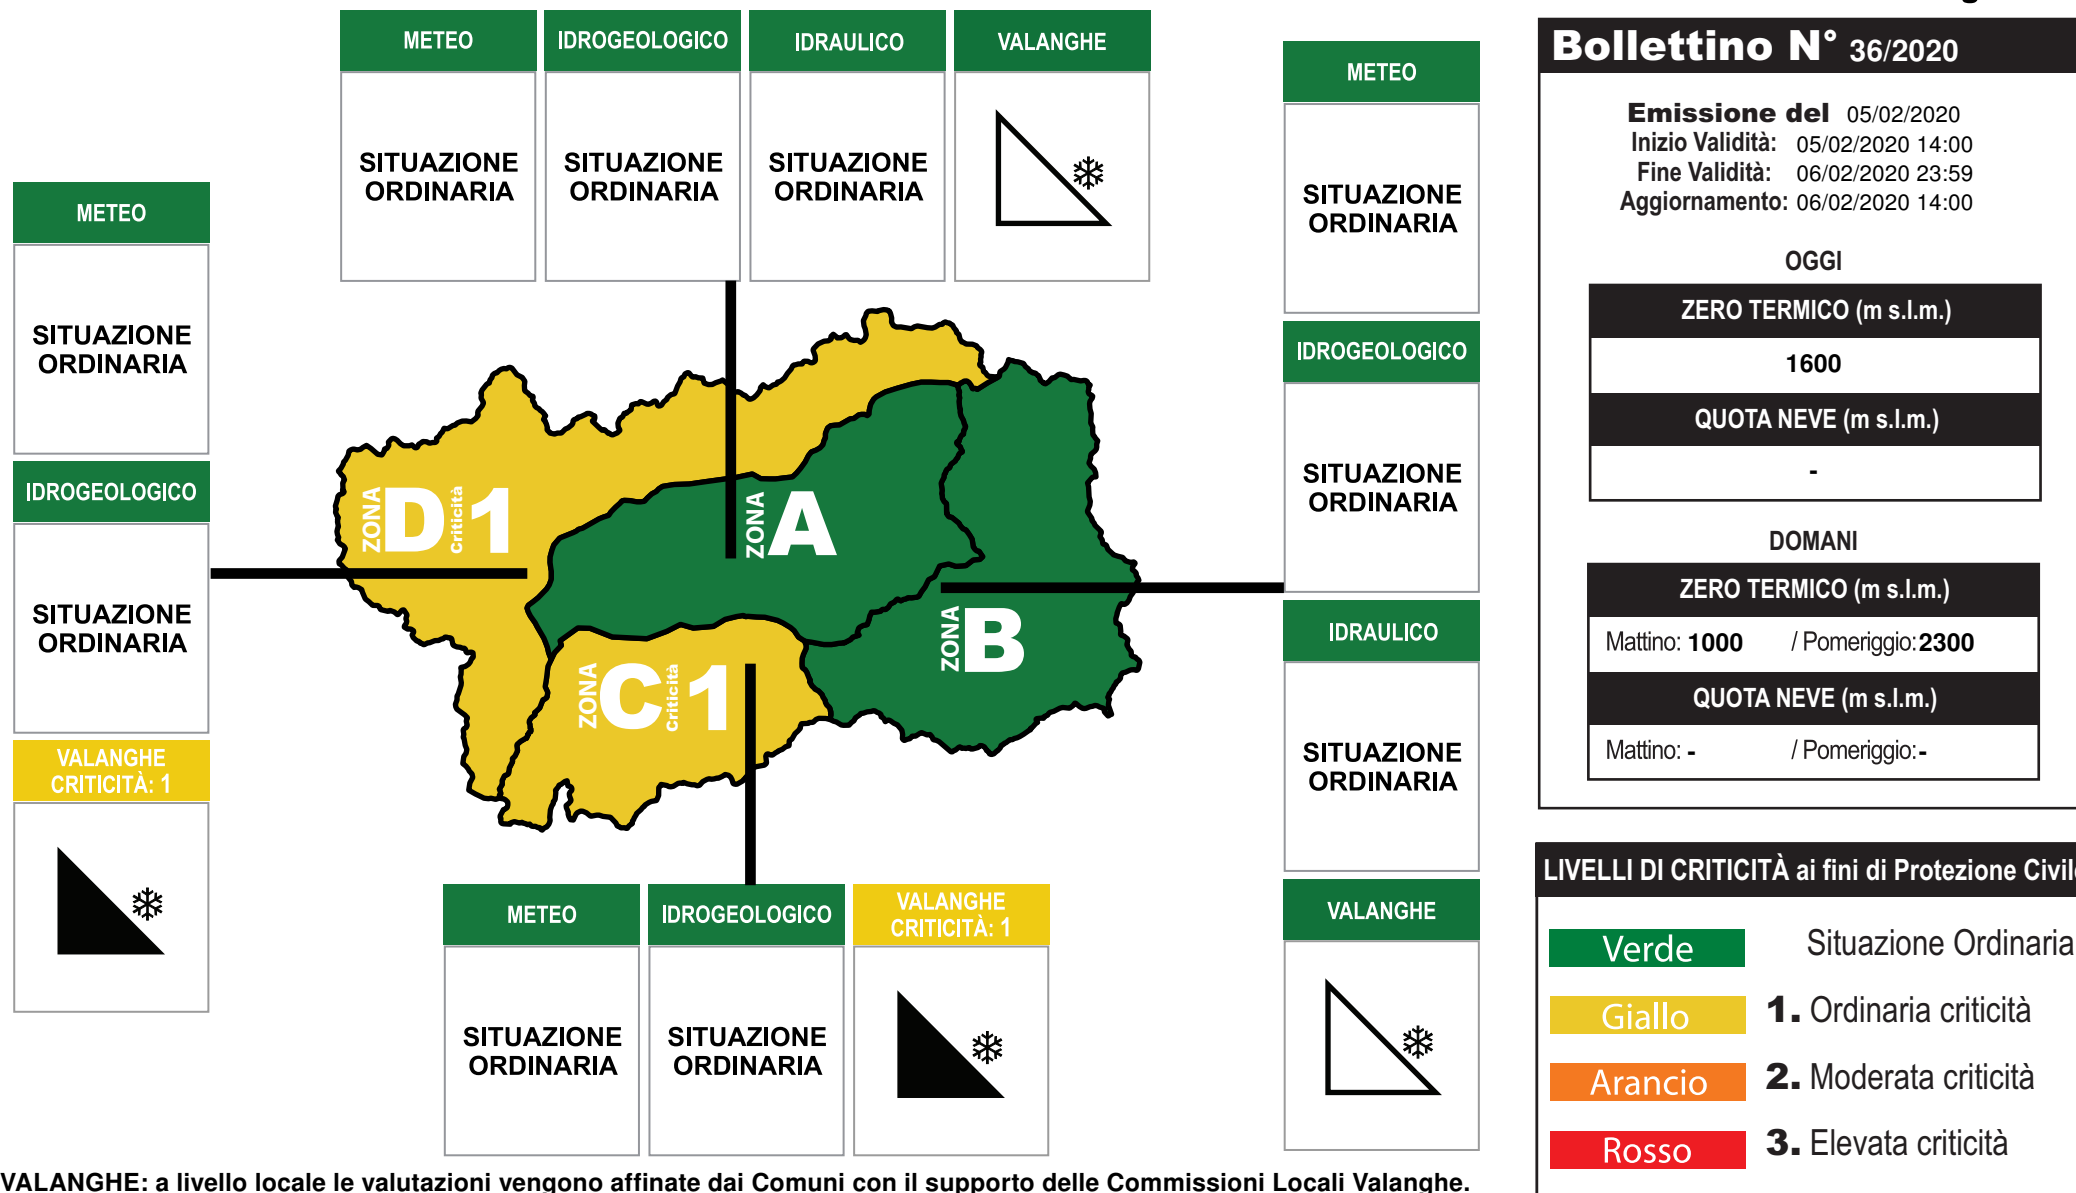 METEO
IDROGEOLOGICO
IDRAULICO
VALANGHE
SITUAZIONE
ORDINARIA
SITUAZIONE
ORDINARIA
SITUAZIONE
ORDINARIA
METEO
SITUAZIONE
ORDINARIA
IDROGEOLOGICO
SITUAZIONE
ORDINARIA
VALANGHE
CRITICITÀ: 1
ZONA D Criticità 1
ZONA A
ZONA B
ZONA C Criticità 1
METEO
IDROGEOLOGICO
VALANGHE
CRITICITÀ: 1
SITUAZIONE
ORDINARIA
SITUAZIONE
ORDINARIA
METEO
SITUAZIONE
ORDINARIA
IDROGEOLOGICO
SITUAZIONE
ORDINARIA
IDRAULICO
SITUAZIONE
ORDINARIA
VALANGHE
Bollettino N° 36/2020
Emissione del 05/02/2020
Inizio Validità: 05/02/2020 14:00
Fine Validità: 06/02/2020 23:59
Aggiornamento: 06/02/2020 14:00
OGGI
ZERO TERMICO (m s.l.m.)
1600
QUOTA NEVE (m s.l.m.)
-
DOMANI
ZERO TERMICO (m s.l.m.)
Mattino: 1000 / Pomeriggio: 2300
QUOTA NEVE (m s.l.m.)
Mattino: - / Pomeriggio: -
LIVELLI DI CRITICITÀ ai fini di Protezione Civile
Verde Situazione Ordinaria
Giallo 1. Ordinaria criticità
Arancio 2. Moderata criticità
Rosso 3. Elevata criticità
VALANGHE: a livello locale le valutazioni vengono affinate dai Comuni con il supporto delle Commissioni Locali Valanghe.